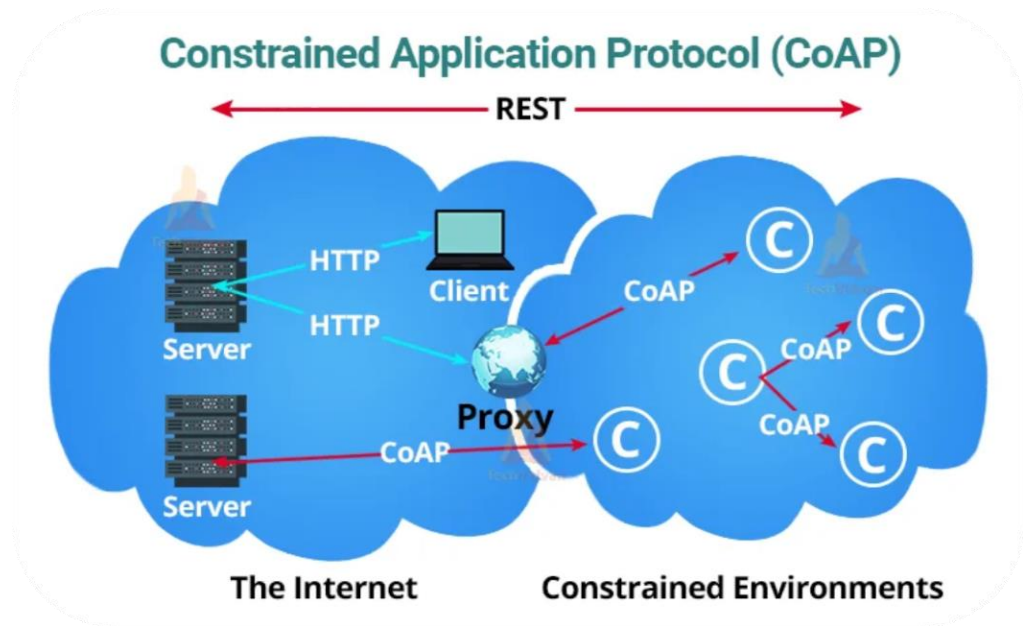 Constrained Application Protocol (CoAP)
REST
HTTP
Client
HTTP
Server
Proxy
CoAP
Server
CoAP
C
C
CoAP
C
CoAP
C
C
The Internet
Constrained Environments